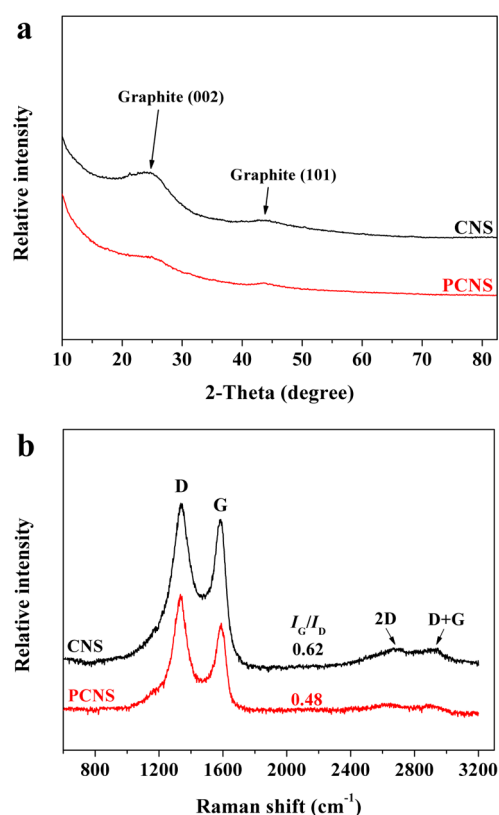 a
Relative intensity
Graphite (002)
Graphite (101)
CNS
PCNS
10 20 30 40 50 60 70 80
2-Theta (degree)
b
Relative intensity
D G
I_G/I_D 2D D+G
CNS 0.62
PCNS 0.48
800 1200 1600 2000 2400 2800 3200
Raman shift (cm⁻¹)